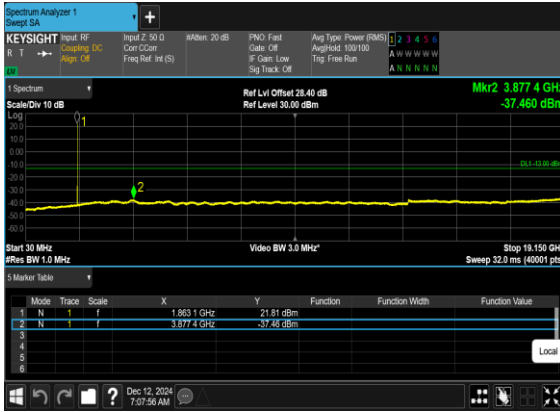 Spectrum Analyzer 1
Swept SA
+
KEYSIGHT Input: RF Input Z: 50 Ω #Atten: 20 dB PNO: Fast Avg Type: Power (RMS) 1 2 3 4 5 6
R T Coupling: DC Corr CCorr Gate: Off Avg|Hold: 100/100 A W W W W W
Align: Off Freq Ref: Int (S) IF Gain: Low Trig: Free Run
Sig Track: Off A N N N N N
1 Spectrum
Ref Lvl Offset 28.40 dB Mkr2 3.877 4 GHz
Scale/Div 10 dB Ref Level 30.00 dBm -37.460 dBm
Log
1
20.0
10.0
0.00
-10.0
DL1 -13.00 dBm
-20.0
-30.0
2
-40.0
-50.0
-60.0
Start 30 MHz Video BW 3.0 MHz* Stop 19.150 GH
#Res BW 1.0 MHz Sweep 32.0 ms (40001 pts
5 Marker Table
Mode Trace Scale X Y Function Function Width Function Value
1 N 1 f 1.863 1 GHz 21.81 dBm
2 N 1 f 3.877 4 GHz -37.46 dBm
3
4
5
6
Local
? Dec 12, 2024
7:07:56 AM